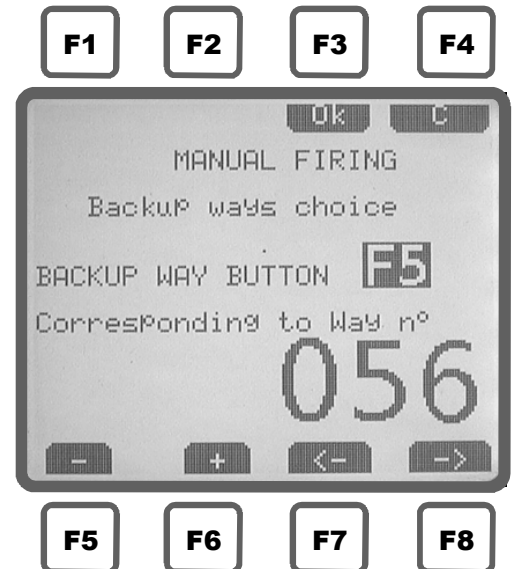 F1 F2 F3 F4
Ok C
MANUAL FIRING
Backup ways choice
BACKUP WAY BUTTON F5
Corresponding to Way nº
056
- + <- ->
F5 F6 F7 F8